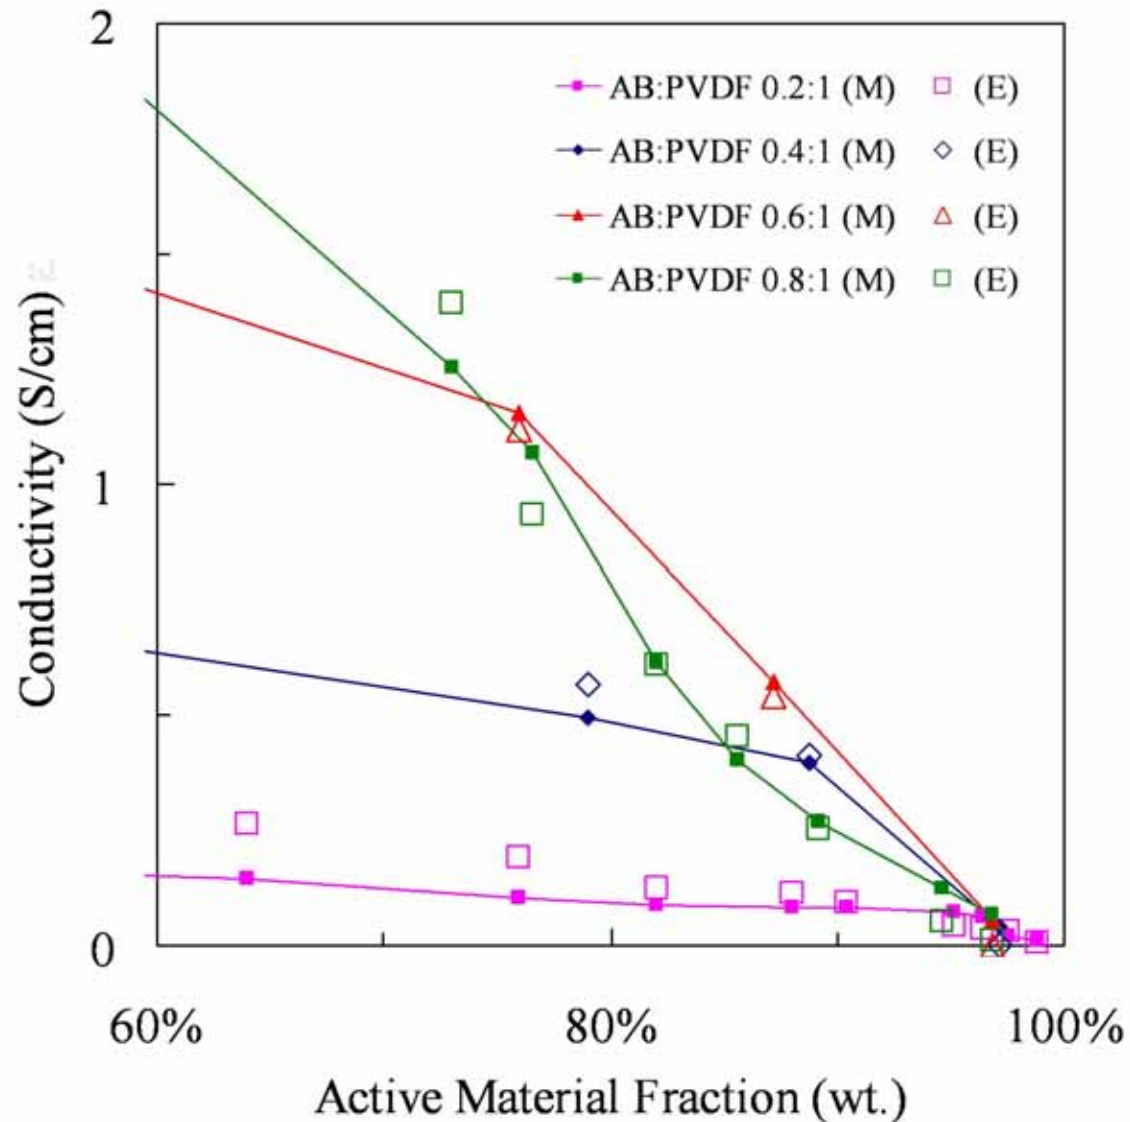 2
AB:PVDF 0.2:1 (M) (E)
AB:PVDF 0.4:1 (M) (E)
AB:PVDF 0.6:1 (M) (E)
AB:PVDF 0.8:1 (M) (E)
Conductivity (S/cm)
1
0
60% 80% 100%
Active Material Fraction (wt.)